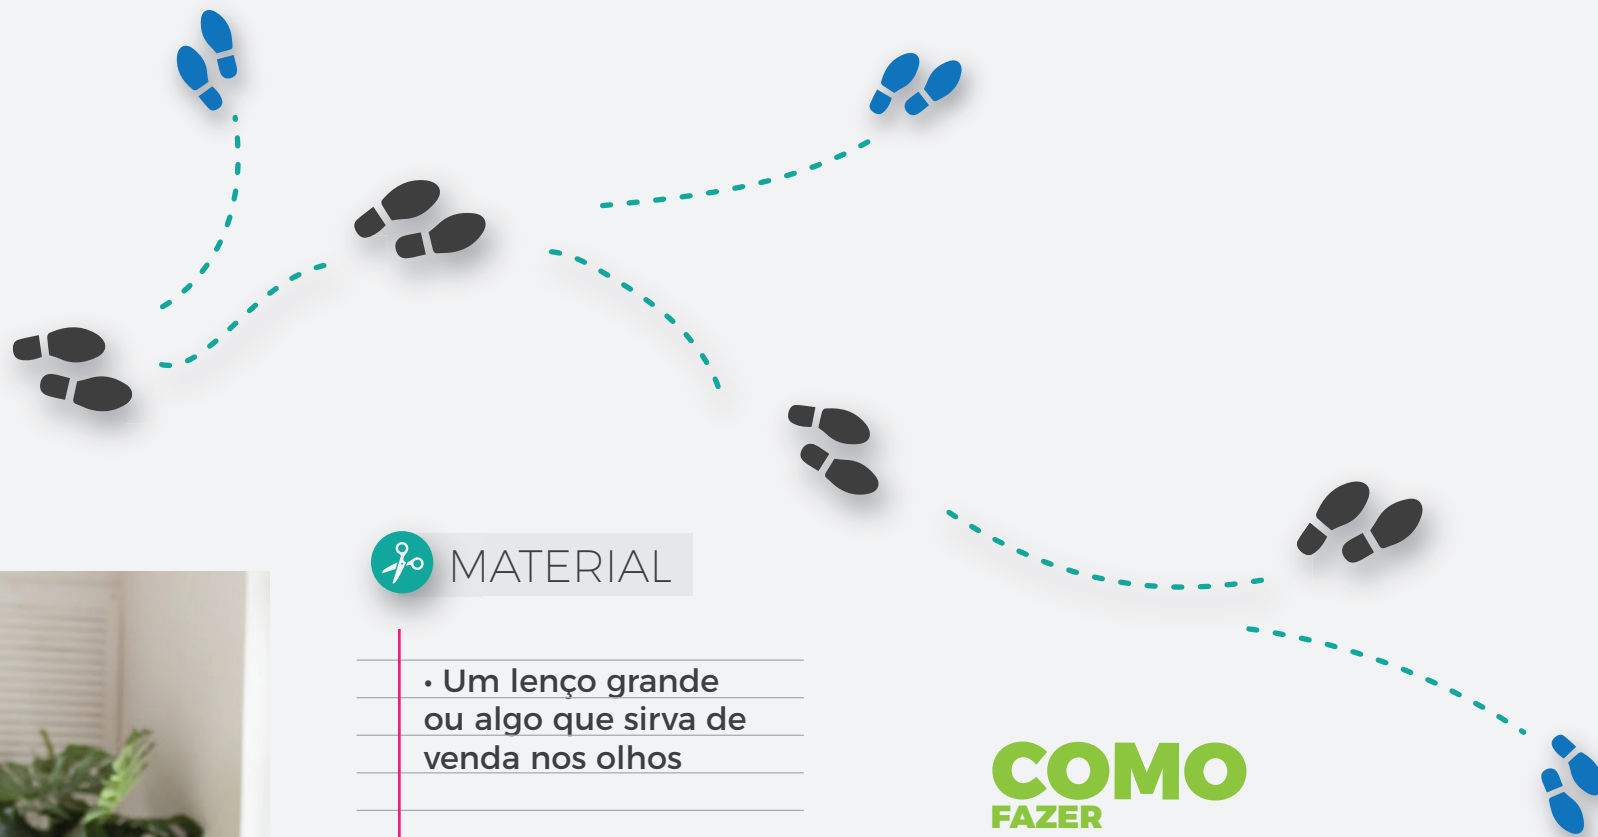 MATERIAL
• Um lenço grande
ou algo que sirva de
venda nos olhos
COMO
FAZER